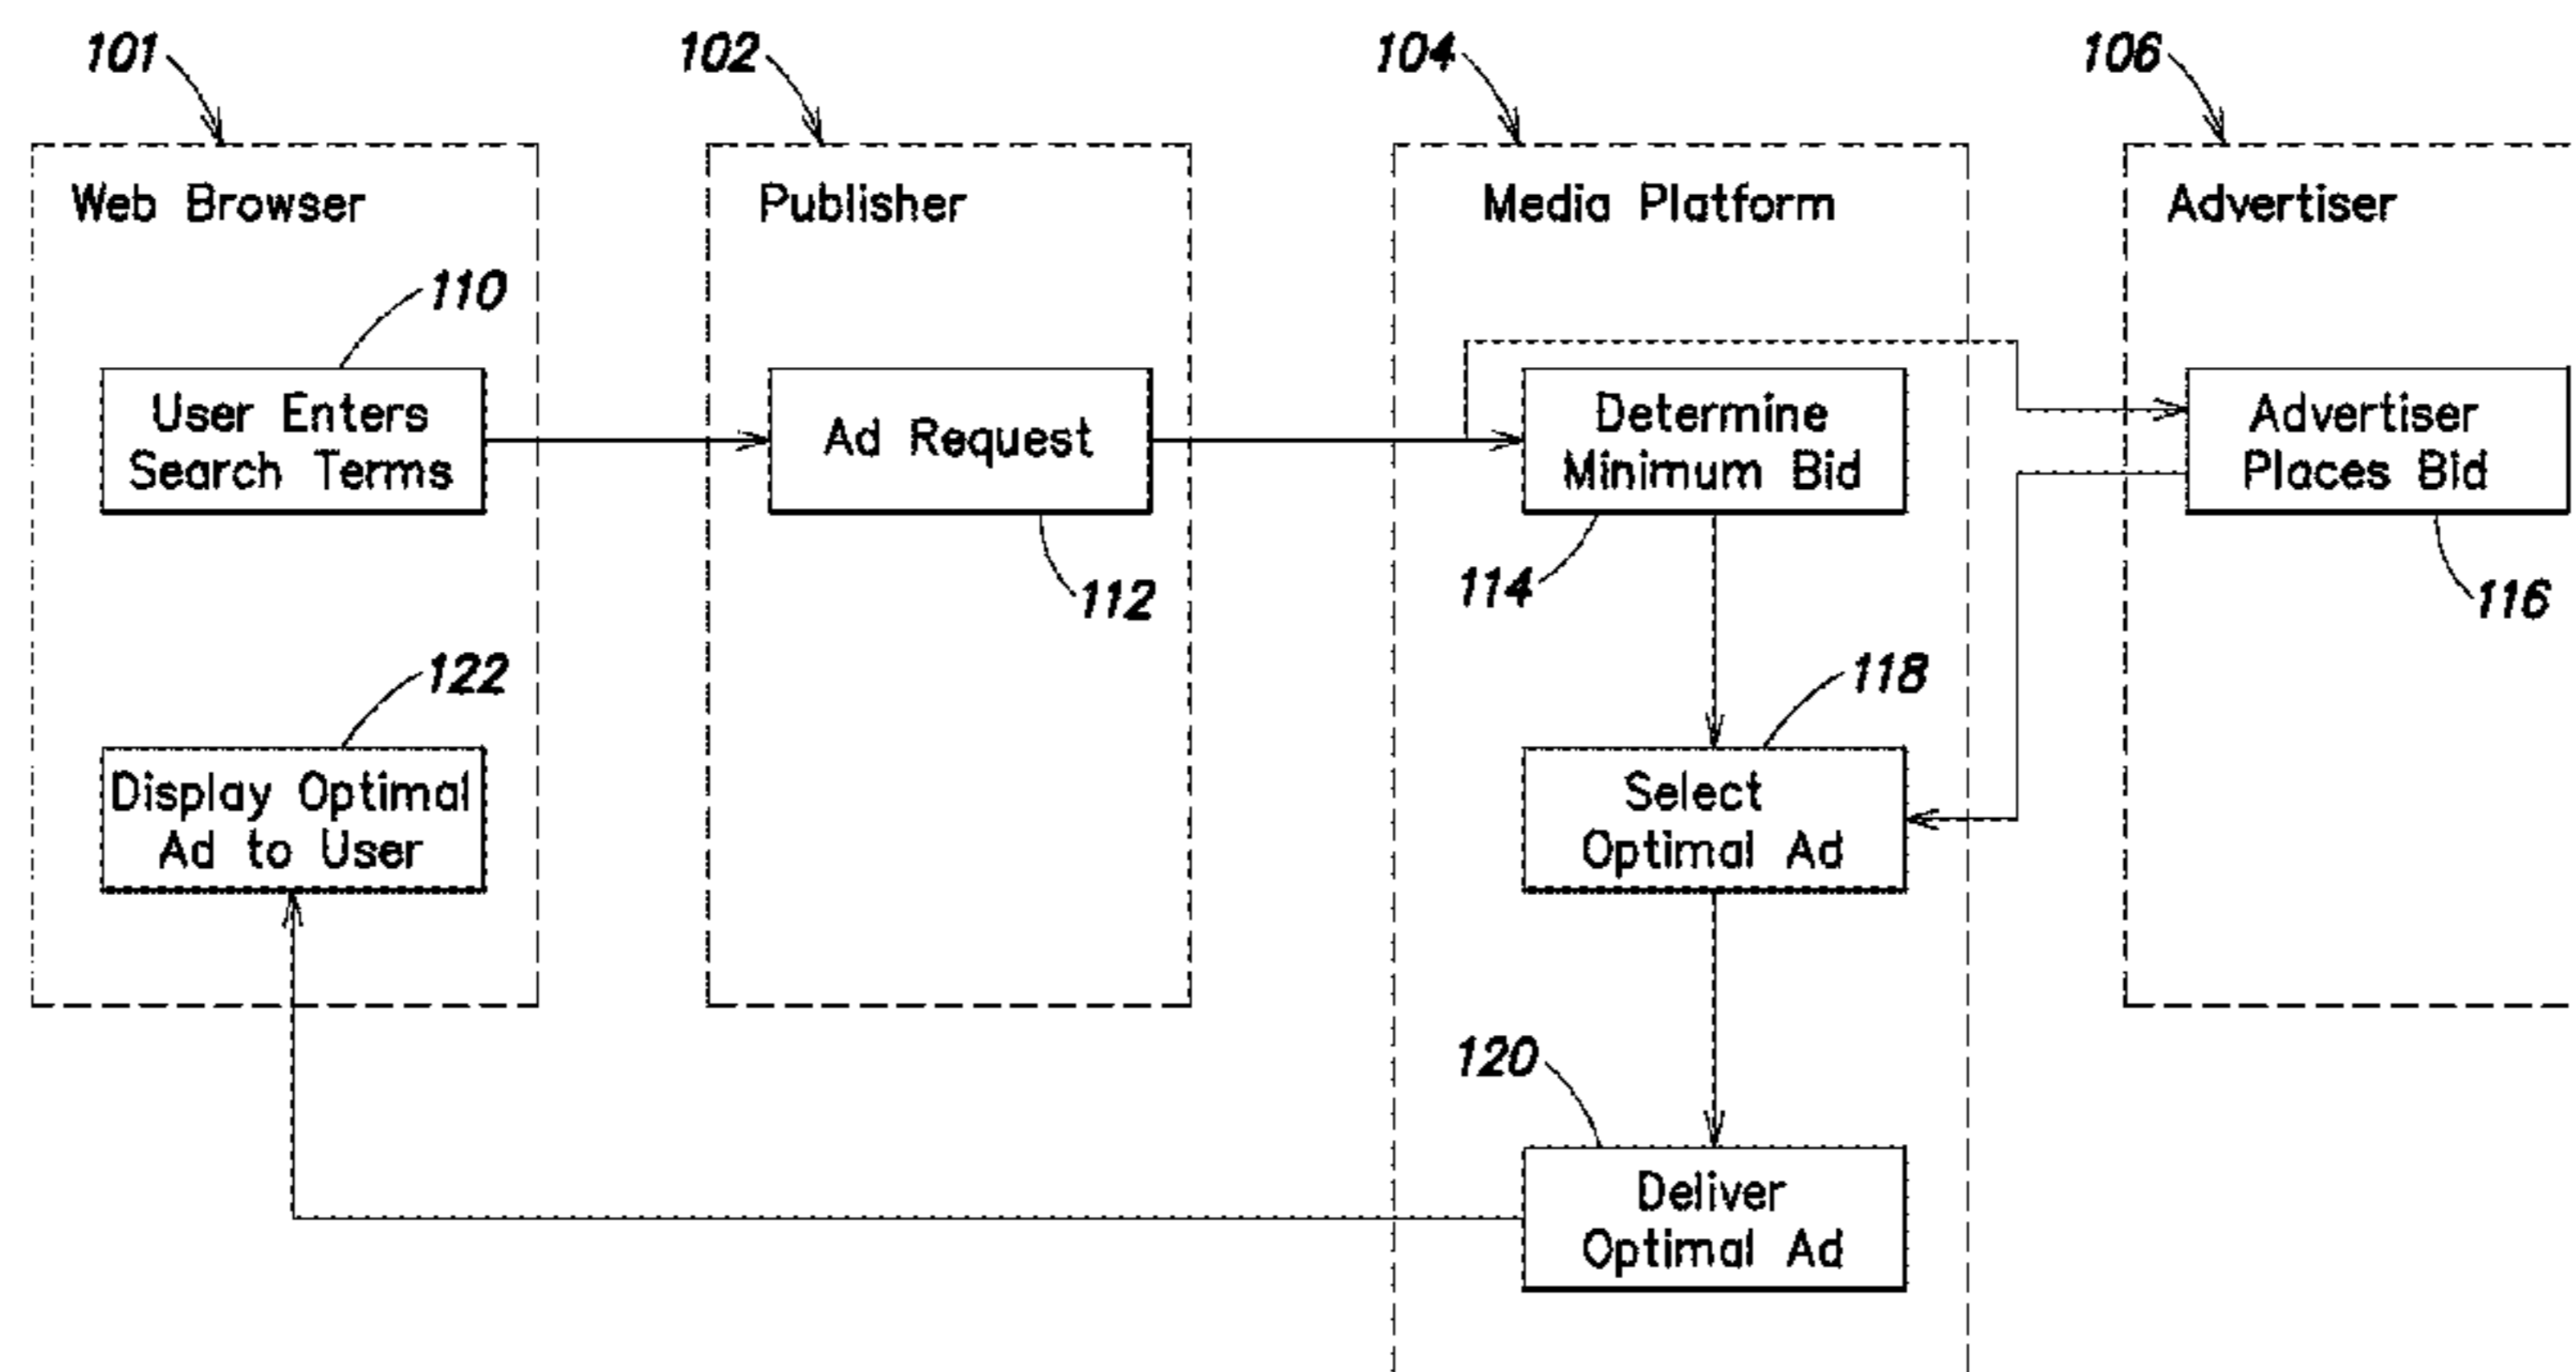 101
102
104
106
Web Browser
Publisher
Media Platform
Advertiser
110
User Enters
Search Terms
Ad Request
Determine
Minimum Bid
Advertiser
Places Bid
112
114
116
122
118
Display Optimal
Ad to User
Select
Optimal Ad
120
Deliver
Optimal Ad